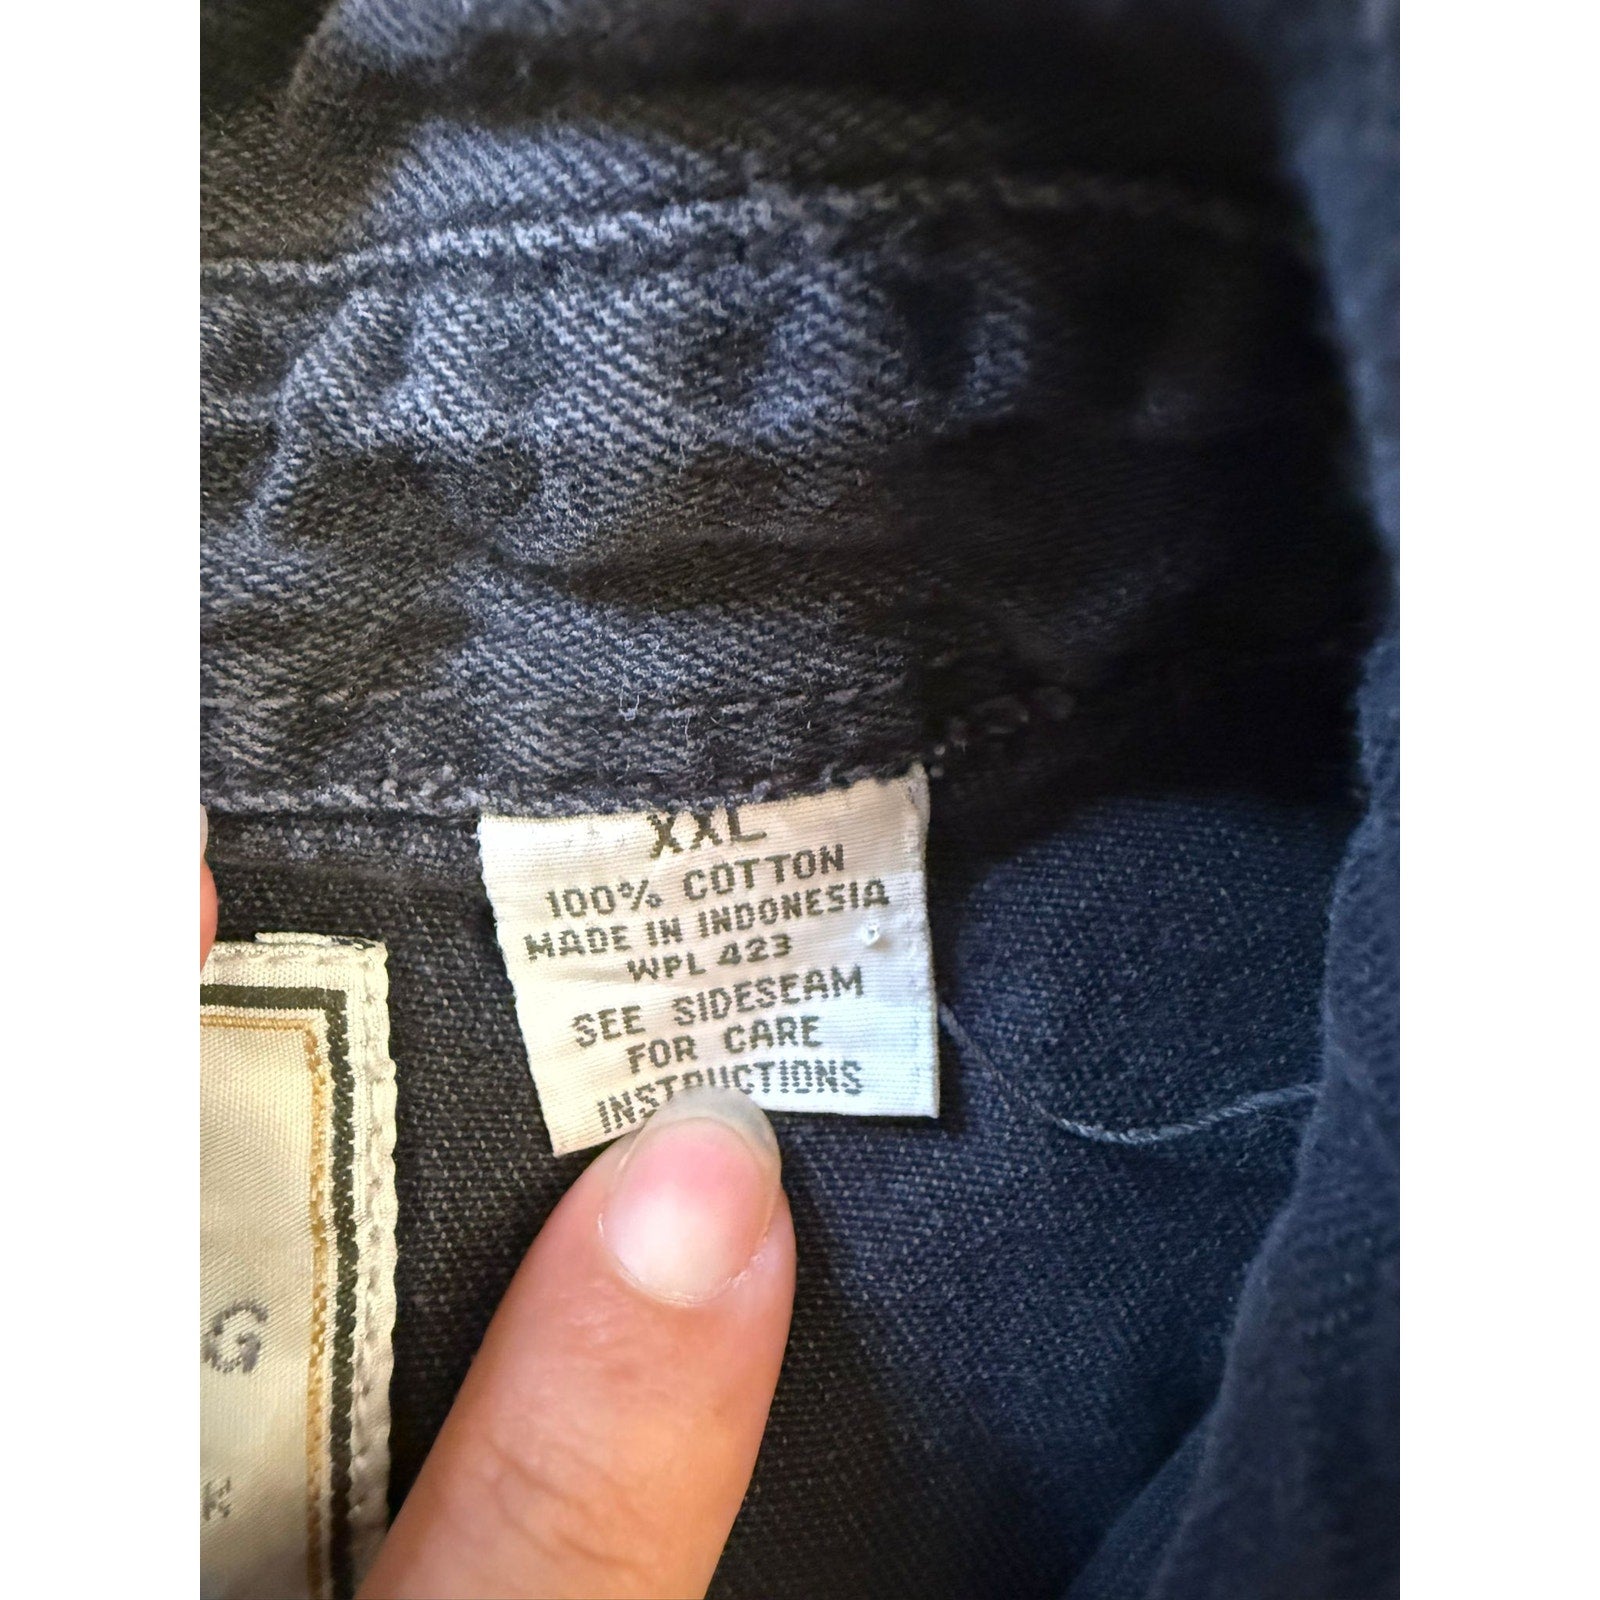 XXL
100% COTTON
MADE IN INDONESIA
WPL 423
SEE SIDESEAM
FOR CARE
INSTRUCTIONS
G